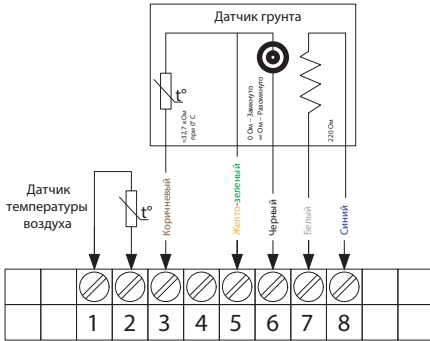 Датчик грунта
t°
≈32,7 кОм
при 0° С
0 Ом – Замкнуто
∞ Ом – Разомкнуто
220 Ом
Датчик
температуры
воздуха
t°
Коричневый
Желто-зеленый
Черный
Белый
Синий
1 2 3 4 5 6 7 8